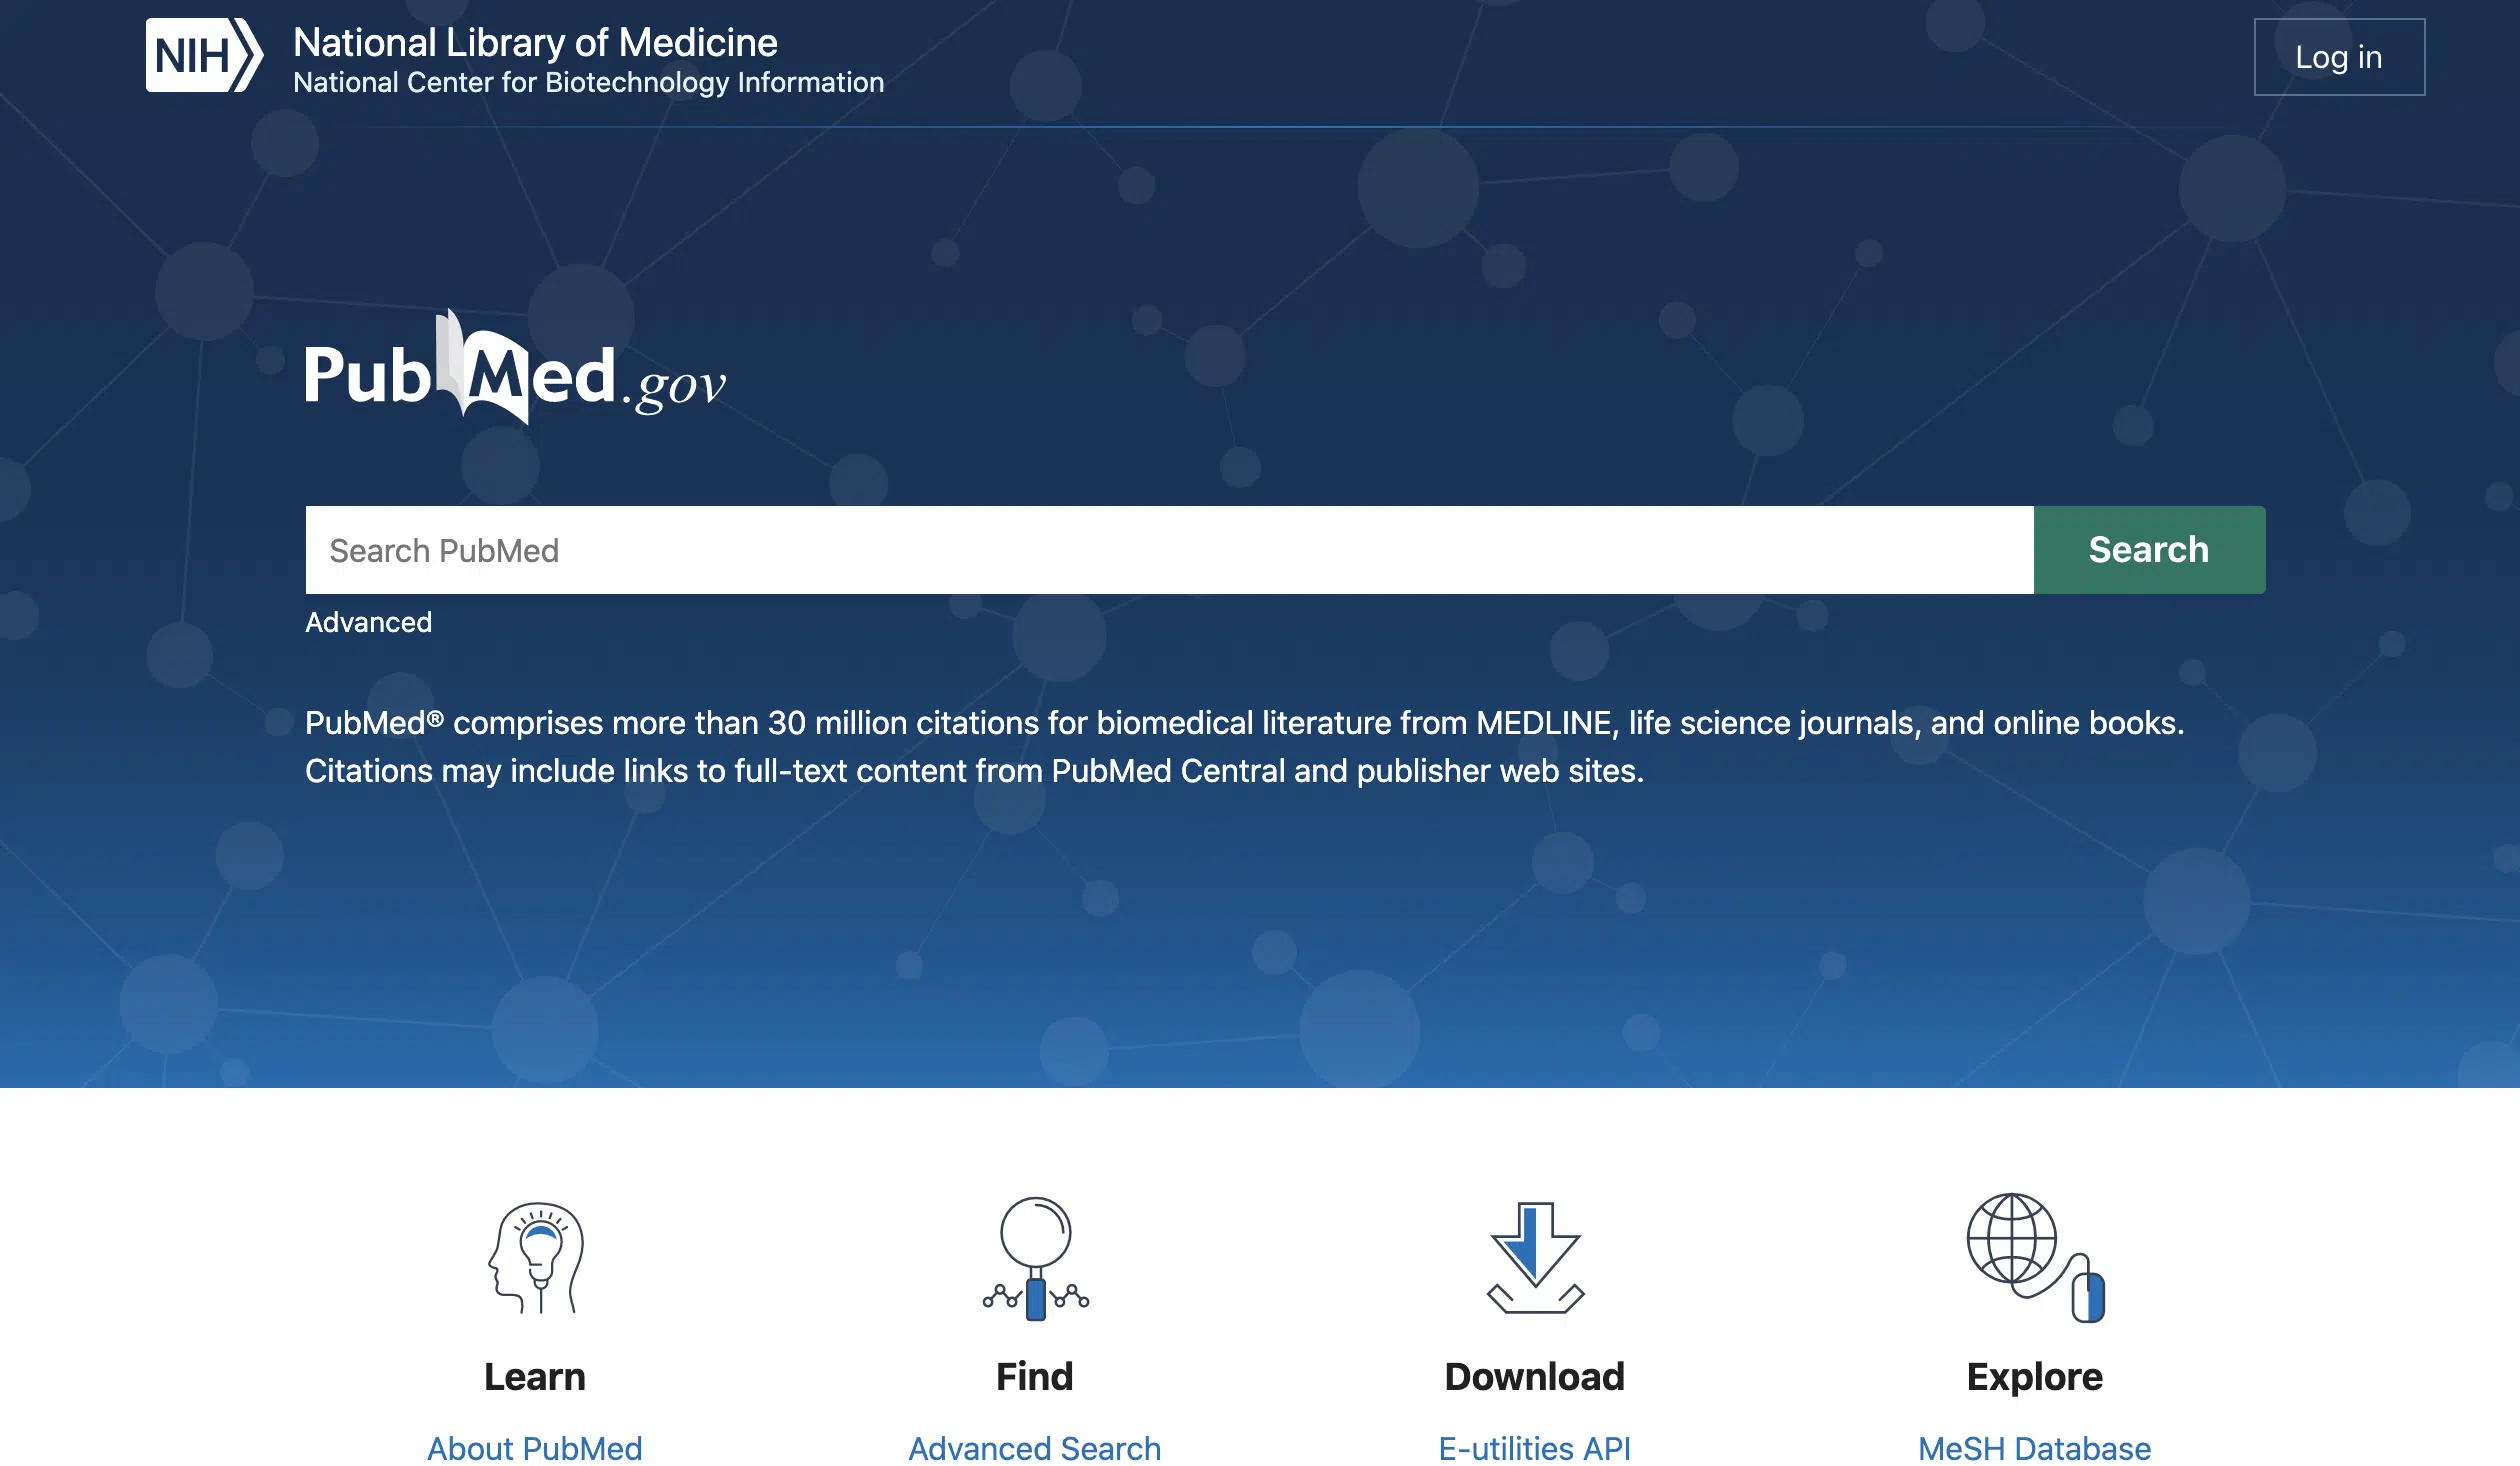 NIH
National Library of Medicine
National Center for Biotechnology Information
Log in
PubMed.gov
Search PubMed
Search
Advanced
PubMed® comprises more than 30 million citations for biomedical literature from MEDLINE, life science journals, and online books.
Citations may include links to full-text content from PubMed Central and publisher web sites.
Learn
Find
Download
Explore
About PubMed
Advanced Search
E-utilities API
MeSH Database